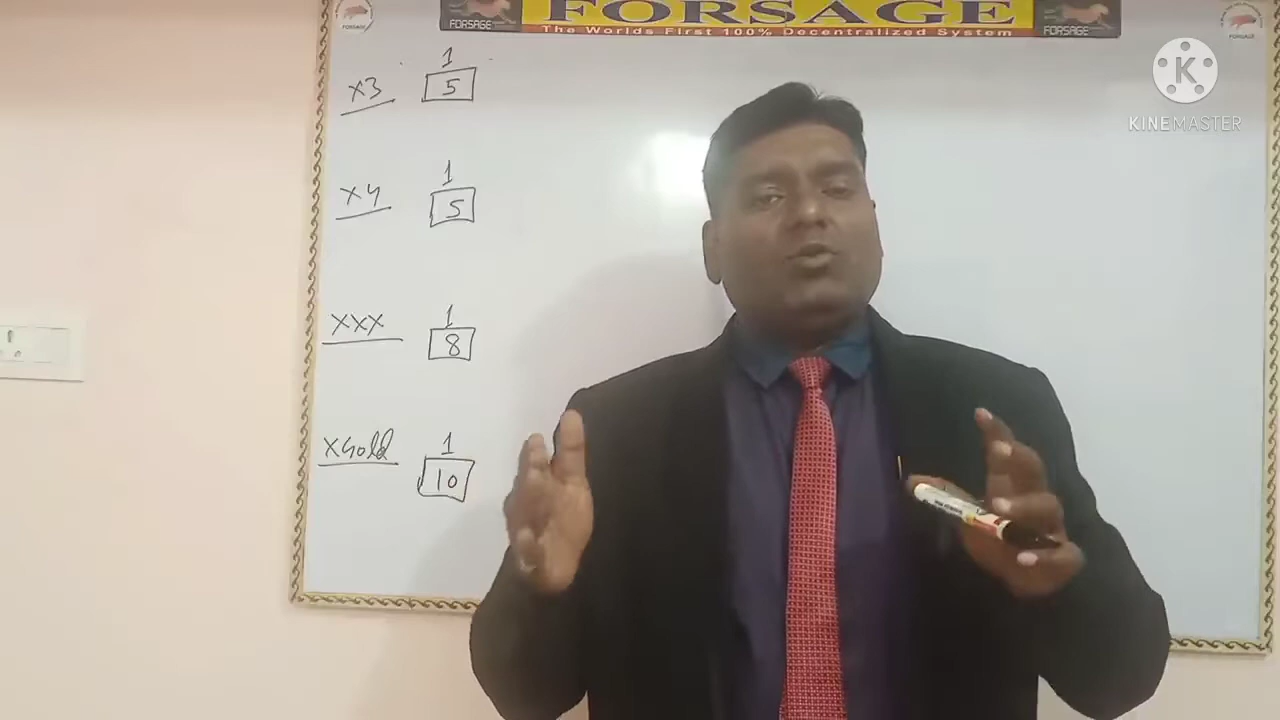 FORSAGE
The Worlds First 100% Decentralized System
FORSAGE
FORSAGE
FORSAGE
K
KINEMASTER
x3
1
5
x4
1
5
xxx
1
8
xGold
1
10